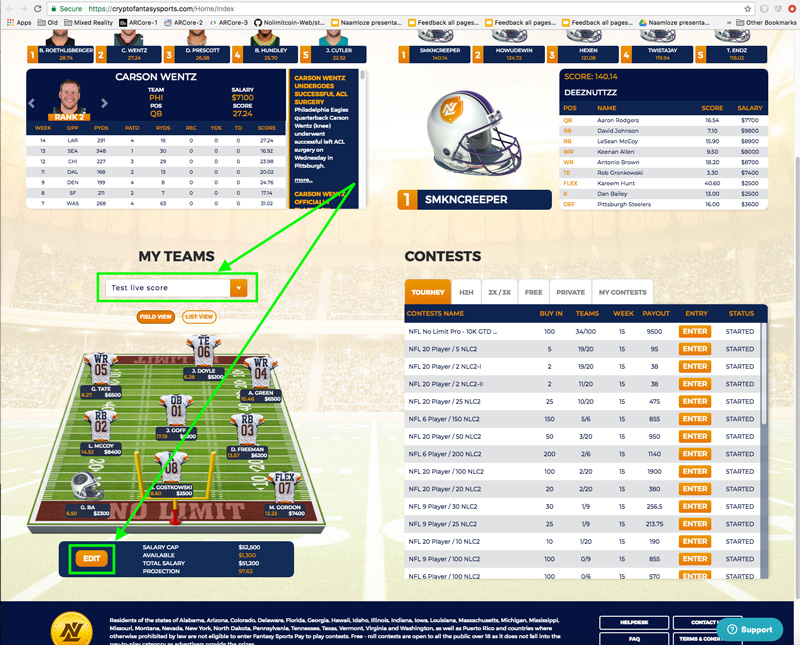 Secure
https://cryptofantasysports.com/Home/Index
Apps Old Mixed Reality ARCore-1 ARCore-2 ARCore-3 Nolimitcoin-Web/st... Naamloze presenta... Feedback all pages... Feedback all pages... Feedback all pages... Naamloze presenta... Other Bookmarks
1 B. ROETHLISBERGER 28.74
2 C. WENTZ 27.24
3 D. PRESCOTT 26.58
4 B. HUNDLEY 25.70
5 J. CUTLER 22.92
1 SMKNCREEPER 140.14
2 HOWUDEWIN 124.72
3 HEXEN 121.08
4 TWISTAJAY 119.94
5 T. ENDZ 118.02
CARSON WENTZ
RANK 2
TEAM
PHI
POS
QB
SALARY
$7100
SCORE
27.24
WEEK OPP PYDS PATD RYDS REC YDS TD SCORE
14 LAR 291 4 16 0 0 0 27.24
13 SEA 348 1 30 0 0 0 16.92
12 CHI 227 3 29 0 0 0 23.98
11 DAL 168 2 13 0 0 0 20.02
9 DEN 199 4 8 0 0 0 24.76
8 SF 211 2 7 0 0 0 17.14
7 WAS 268 4 63 0 0 0 31.02
CARSON WENTZ
UNDERGOES
SUCCESSFUL ACL
SURGERY
Philadelphia Eagles
quarterback Carson
Wentz (knee)
underwent
successful left ACL
surgery on
Wednesday in
Pittsburgh.
more...
CARSON WENTZ
OFFICIALLY
1 SMKNCREEPER
SCORE: 140.14
DEEZNUTTZZ
POS NAME SCORE SALARY
QB Aaron Rodgers 16.54 $7700
RB David Johnson 7.10 $9800
RB LeSean McCoy 15.90 $8900
WR Keenan Allen 9.50 $8000
WR Antonio Brown 18.20 $8700
TE Rob Gronkowski 3.30 $7400
FLEX Kareem Hunt 40.60 $2500
K Dan Bailey 13.00 $2500
DEF Pittsburgh Steelers 16.00 $3600
MY TEAMS
Test live score
FIELD VIEW LIST VIEW
TE
06
J. DOYLE
6.28 $5200
WR
05
G. TATE
8.27 $6500
WR
04
A. GREEN
10.46 $6500
QB
01
J. GOFF
17.19
RB
02
L. MCCOY
14.52 $8400
RB
03
D. FREEMAN
13.87 $6200
08
GOSTKOWSKI
6.60 $2500
FLEX
07
M. GORDON
12.23 $7400
G. BA
6.50 $2300
NO LIMIT
EDIT
SALARY CAP $52,500
AVAILABLE $1,300
TOTAL SALARY $51,200
PROJECTION 97.62
CONTESTS
TOURNEY H2H 2X / 3X FREE PRIVATE MY CONTESTS
CONTESTS NAME BUY IN TEAMS WEEK PAYOUT ENTRY STATUS
NFL No Limit Pro - 10K GTD ... 100 34/100 15 9500 ENTER STARTED
NFL 20 Player / 5 NLC2 5 19/20 15 95 ENTER STARTED
NFL 20 Player / 2 NLC2-I 2 19/20 15 38 ENTER STARTED
NFL 20 Player / 2 NLC2-II 2 11/20 15 38 ENTER STARTED
NFL 20 Player / 25 NLC2 25 10/20 15 475 ENTER STARTED
NFL 6 Player / 150 NLC2 150 5/6 15 855 ENTER STARTED
NFL 20 Player / 50 NLC2 50 3/20 15 950 ENTER STARTED
NFL 6 Player / 200 NLC2 200 2/6 15 1140 ENTER STARTED
NFL 20 Player / 100 NLC2 100 2/20 15 1900 ENTER STARTED
NFL 20 Player / 20 NLC2 20 2/20 15 380 ENTER STARTED
NFL 9 Player / 30 NLC2 30 1/9 15 256.5 ENTER STARTED
NFL 9 Player / 25 NLC2 25 1/9 15 213.75 ENTER STARTED
NFL 20 Player / 10 NLC2 10 1/20 15 190 ENTER STARTED
NFL 9 Player / 100 NLC2 100 0/9 15 855 ENTER STARTED
NFL 6 Player / 100 NLC2 100 0/6 15 570 ENTER STARTED
Residents of the states of Alabama, Arizona, Colorado, Delaware, Florida, Georgia, Hawaii, Idaho, Illinois, Indiana, Iowa, Louisiana, Massachusetts, Michigan, Mississippi,
Missouri, Montana, Nevada, New York, North Dakota, Pennsylvania, Tennessee, Texas, Vermont, Virginia and Washington, as well as Puerto Rico and countries where
otherwise prohibited by law are not eligible to enter Fantasy Sports Pay to play contests. Free - roll contests are open to all the public over 18 as it does not fall into the
pay-to-play category as advertisers provide the prizes.
HELPDESK CONTACT
FAQ TERMS & CONDI
Support